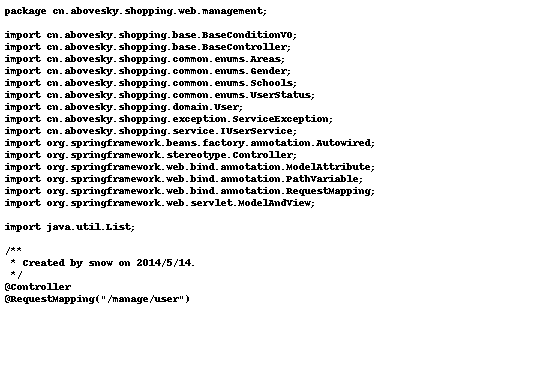 package cn.abovesky.shopping.web.management;

import cn.abovesky.shopping.base.BaseConditionVO;
import cn.abovesky.shopping.base.BaseController;
import cn.abovesky.shopping.common.enums.Areas;
import cn.abovesky.shopping.common.enums.Gender;
import cn.abovesky.shopping.common.enums.Schools;
import cn.abovesky.shopping.common.enums.UserStatus;
import cn.abovesky.shopping.domain.User;
import cn.abovesky.shopping.exception.ServiceException;
import cn.abovesky.shopping.service.IUserService;
import org.springframework.beans.factory.annotation.Autowired;
import org.springframework.stereotype.Controller;
import org.springframework.web.bind.annotation.ModelAttribute;
import org.springframework.web.bind.annotation.PathVariable;
import org.springframework.web.bind.annotation.RequestMapping;
import org.springframework.web.servlet.ModelAndView;

import java.util.List;

/**
 * Created by snow on 2014/5/14.
 */
@Controller
@RequestMapping("/manage/user")